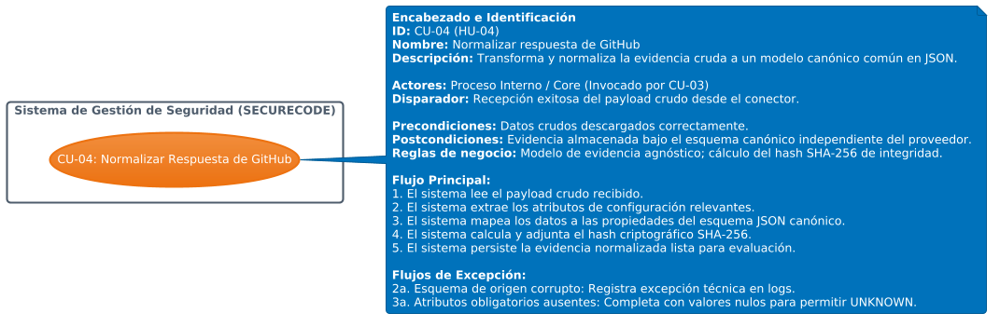 Sistema de Gestión de Seguridad (SECURECODE)
CU-04: Normalizar Respuesta de GitHub
Encabezado e Identificación
ID: CU-04 (HU-04)
Nombre: Normalizar respuesta de GitHub
Descripción: Transforma y normaliza la evidencia cruda a un modelo canónico común en JSON.
Actores: Proceso Interno / Core (Invocado por CU-03)
Disparador: Recepción exitosa del payload crudo desde el conector.
Precondiciones: Datos crudos descargados correctamente.
Postcondiciones: Evidencia almacenada bajo el esquema canónico independiente del proveedor.
Reglas de negocio: Modelo de evidencia agnóstico; cálculo del hash SHA-256 de integridad.
Flujo Principal:
1. El sistema lee el payload crudo recibido.
2. El sistema extrae los atributos de configuración relevantes.
3. El sistema mapea los datos a las propiedades del esquema JSON canónico.
4. El sistema calcula y adjunta el hash criptográfico SHA-256.
5. El sistema persiste la evidencia normalizada lista para evaluación.
Flujos de Excepción:
2a. Esquema de origen corrupto: Registra excepción técnica en logs.
3a. Atributos obligatorios ausentes: Completa con valores nulos para permitir UNKNOWN.